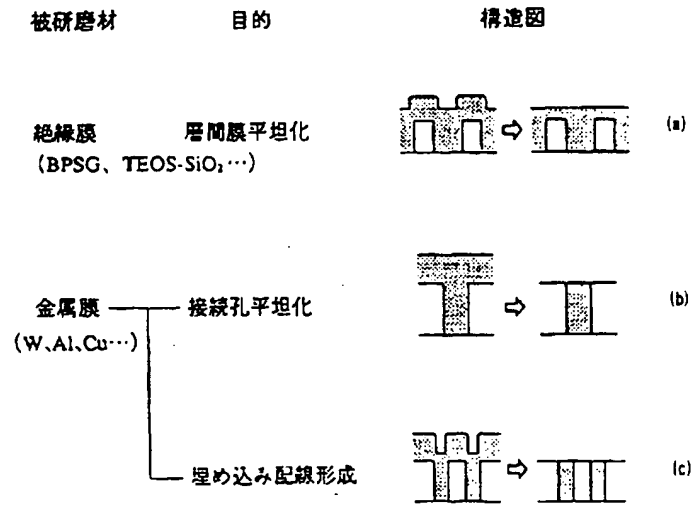 被研磨材 目的 構造図
絶縁膜 層間膜平坦化 (a)
(BPSG、TEOS-SiO₂…)
金属膜 接続孔平坦化 (b)
(W、Al、Cu…)
埋め込み配線形成 (c)